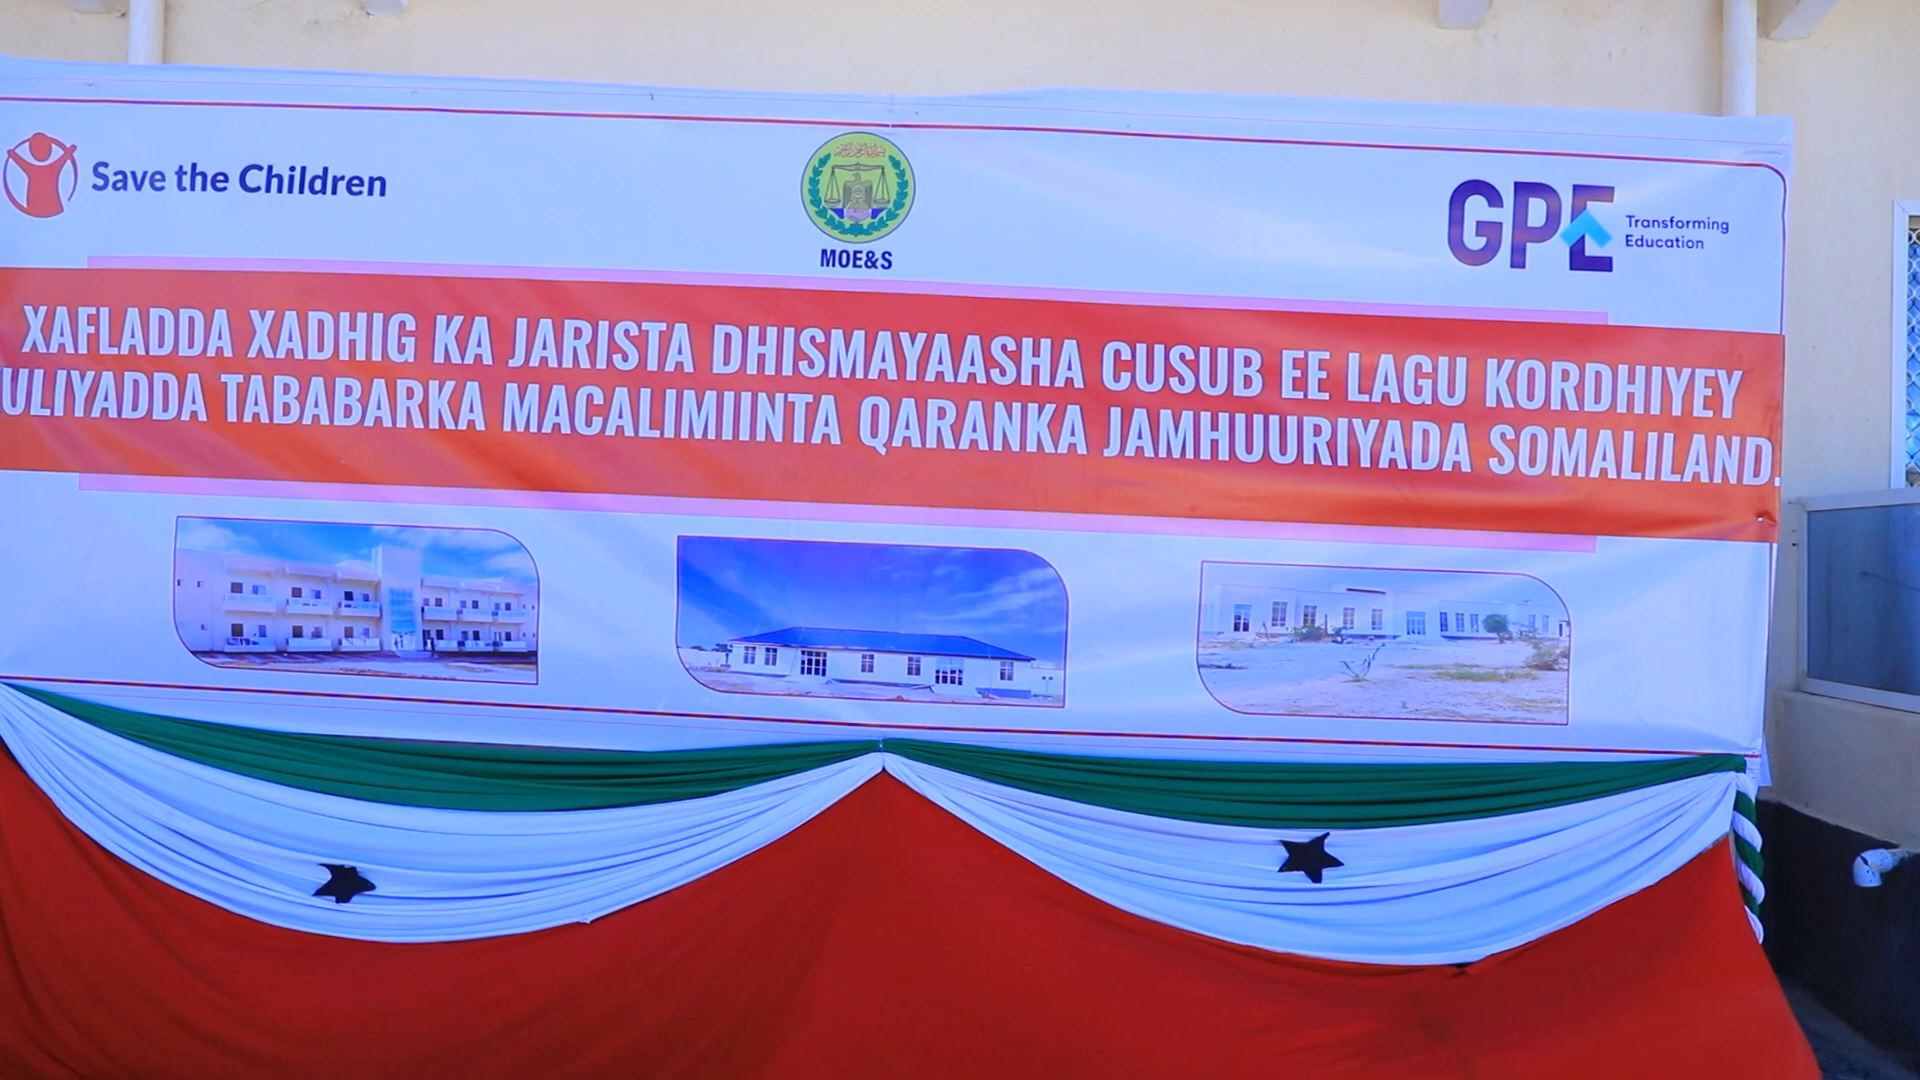 Save the Children
MOE&S
GPE Transforming
Education
XAFLADDA XADHIG KA JARISTA DHISMAYAASHA CUSUB EE LAGU KORDHIYEY
ULIYADDA TABABARKA MACALIMIINTA QARANKA JAMHUURIYADA SOMALILAND.